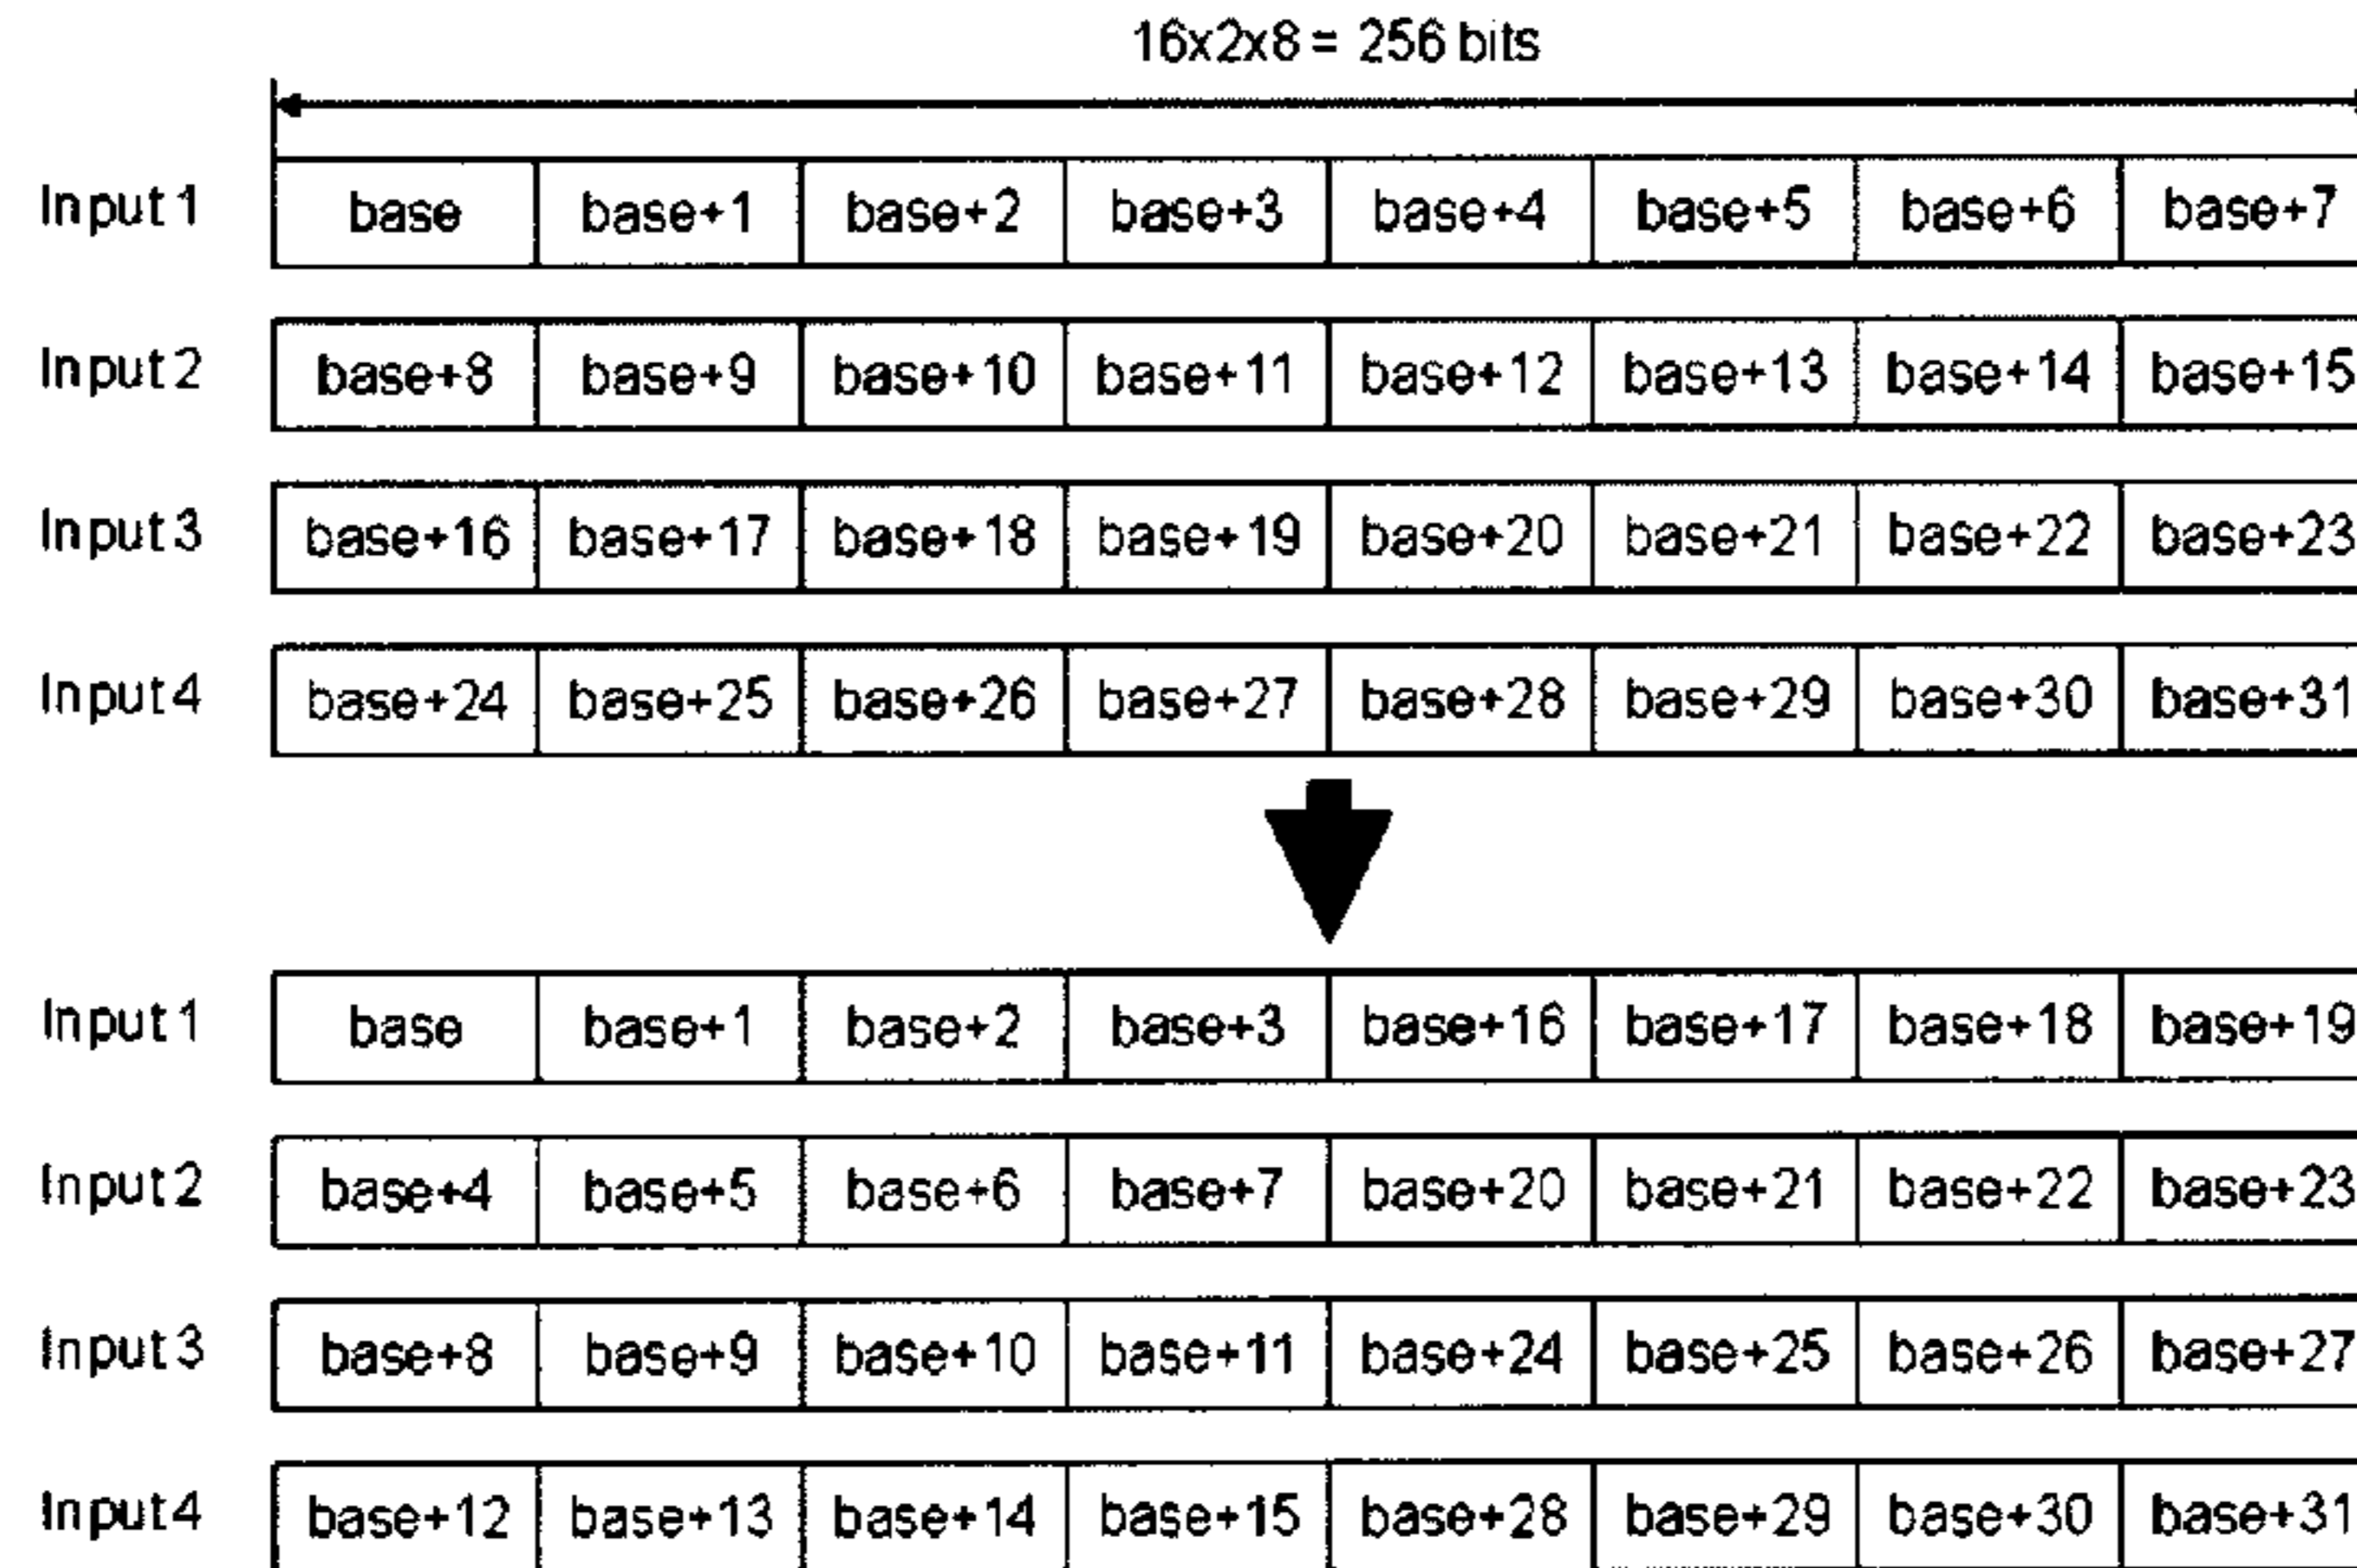 16x2x8 = 256 bits
Input 1 base base+1 base+2 base+3 base+4 base+5 base+6 base+7
Input 2 base+8 base+9 base+10 base+11 base+12 base+13 base+14 base+15
Input 3 base+16 base+17 base+18 base+19 base+20 base+21 base+22 base+23
Input 4 base+24 base+25 base+26 base+27 base+28 base+29 base+30 base+31
Input 1 base base+1 base+2 base+3 base+16 base+17 base+18 base+19
Input 2 base+4 base+5 base+6 base+7 base+20 base+21 base+22 base+23
Input 3 base+8 base+9 base+10 base+11 base+24 base+25 base+26 base+27
Input 4 base+12 base+13 base+14 base+15 base+28 base+29 base+30 base+31